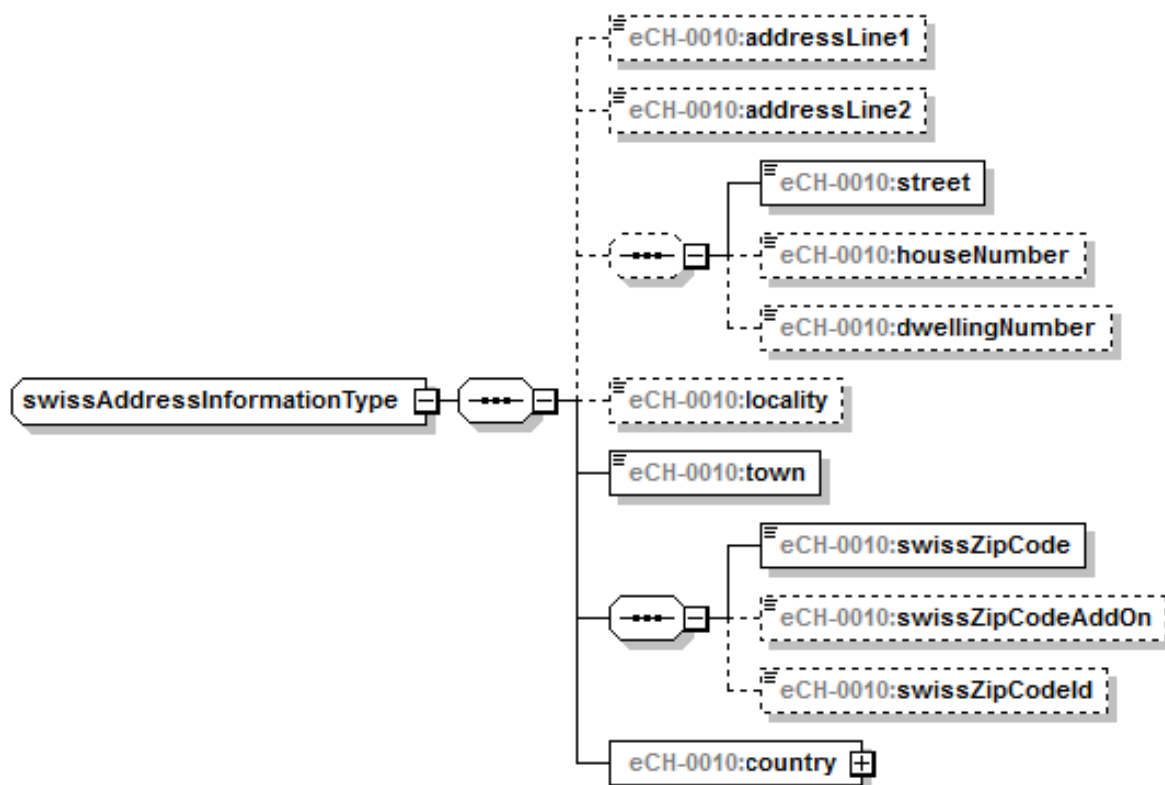 eCH-0010:addressLine1
eCH-0010:addressLine2
eCH-0010:street
eCH-0010:houseNumber
eCH-0010:dwellingNumber
swissAddressInformationType
eCH-0010:locality
eCH-0010:town
eCH-0010:swissZipCode
eCH-0010:swissZipCodeAddOn
eCH-0010:swissZipCodeId
eCH-0010:country